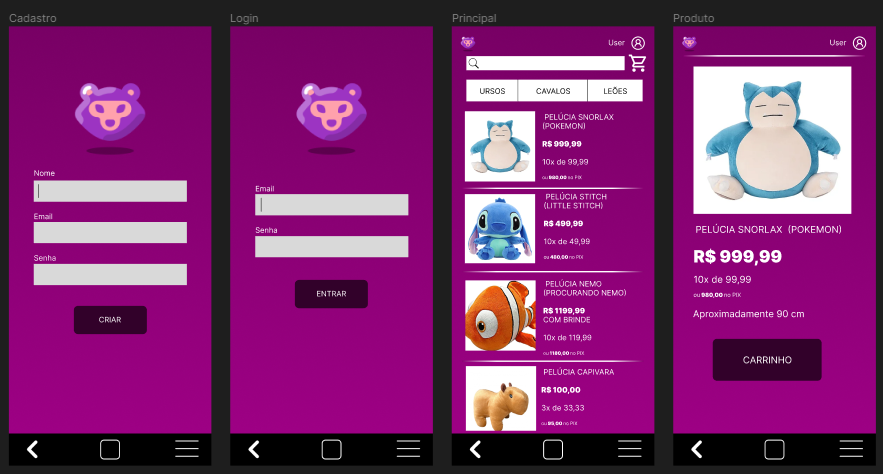 Cadastro
Nome
Email
Senha
CRIAR
Login
Email
Senha
ENTRAR
Principal
User
URSOS
CAVALOS
LEÕES
PELÚCIA SNORLAX
(POKEMON)
R$ 999,99
10x de 99,99
ou 980,00 no PIX
PELÚCIA STITCH
(LITTLE STITCH)
R$ 499,99
10x de 49,99
ou 480,00 no PIX
PELÚCIA NEMO
(PROCURANDO NEMO)
R$ 1199,99
COM BRINDE
10x de 119,99
ou 1180,00 no PIX
PELÚCIA CAPIVARA
R$ 100,00
3x de 33,33
ou 95,00 no PIX
Produto
User
PELÚCIA SNORLAX (POKEMON)
R$ 999,99
10x de 99,99
ou 980,00 no PIX
Aproximadamente 90 cm
CARRINHO